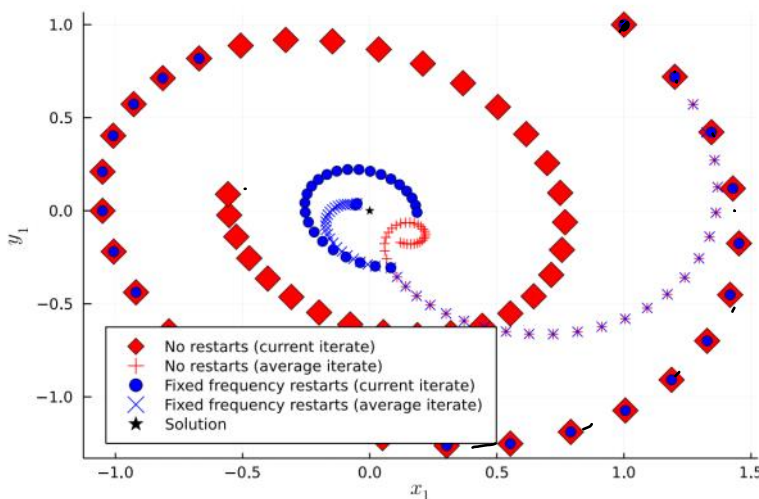 1.0
0.5
0.0
−0.5
−1.0
y₁
No restarts (current iterate)
No restarts (average iterate)
Fixed frequency restarts (current iterate)
Fixed frequency restarts (average iterate)
Solution
−1.0 −0.5 0.0 0.5 1.0 1.5
x₁